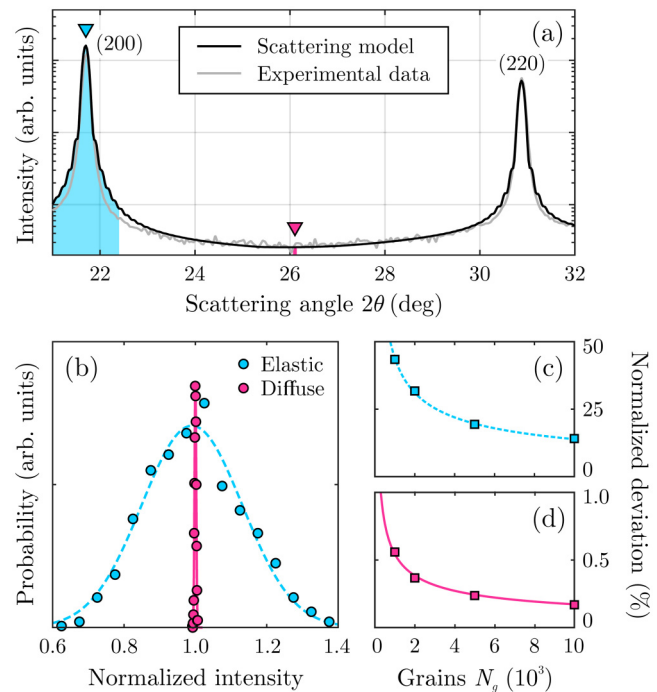 (a)
(200)
Scattering model
Experimental data
(220)
Intensity (arb. units)
22 24 26 28 30 32
Scattering angle 2θ (deg)
(b)
Elastic
Diffuse
Probability (arb. units)
0.6 0.8 1.0 1.2 1.4
Normalized intensity
(c)
50
25
0
(d)
1.0
0.5
0
Normalized deviation (%)
0 2 4 6 8 10
Grains N_g (10³)